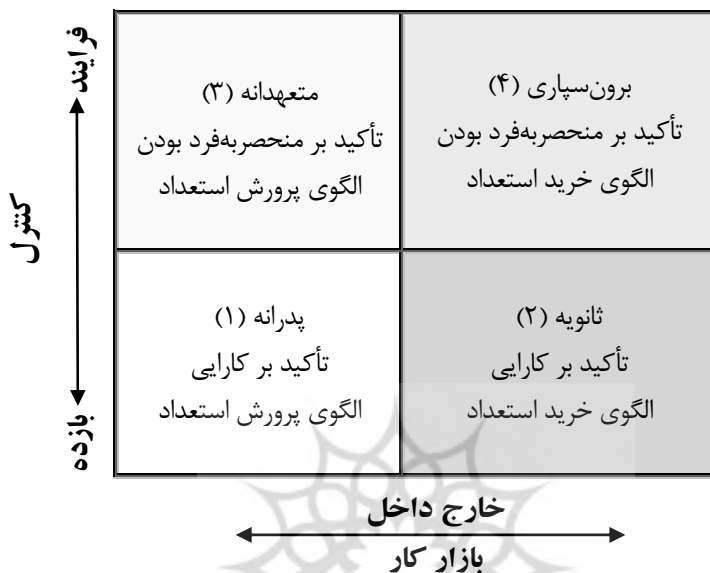 فرایند
کنترل
بازده
متعهدانه (۳)
تأکید بر منحصربه‌فرد بودن
الگوی پرورش استعداد
برون‌سپاری (۴)
تأکید بر منحصربه‌فرد بودن
الگوی خرید استعداد
پدرانه (۱)
تأکید بر کارایی
الگوی پرورش استعداد
ثانویه (۲)
تأکید بر کارایی
الگوی خرید استعداد
خارج داخل
بازار کار